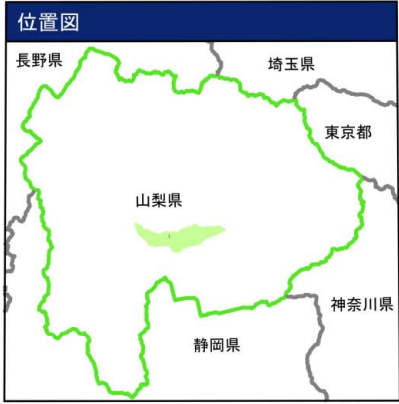 位置図
長野県
埼玉県
東京都
山梨県
神奈川県
静岡県